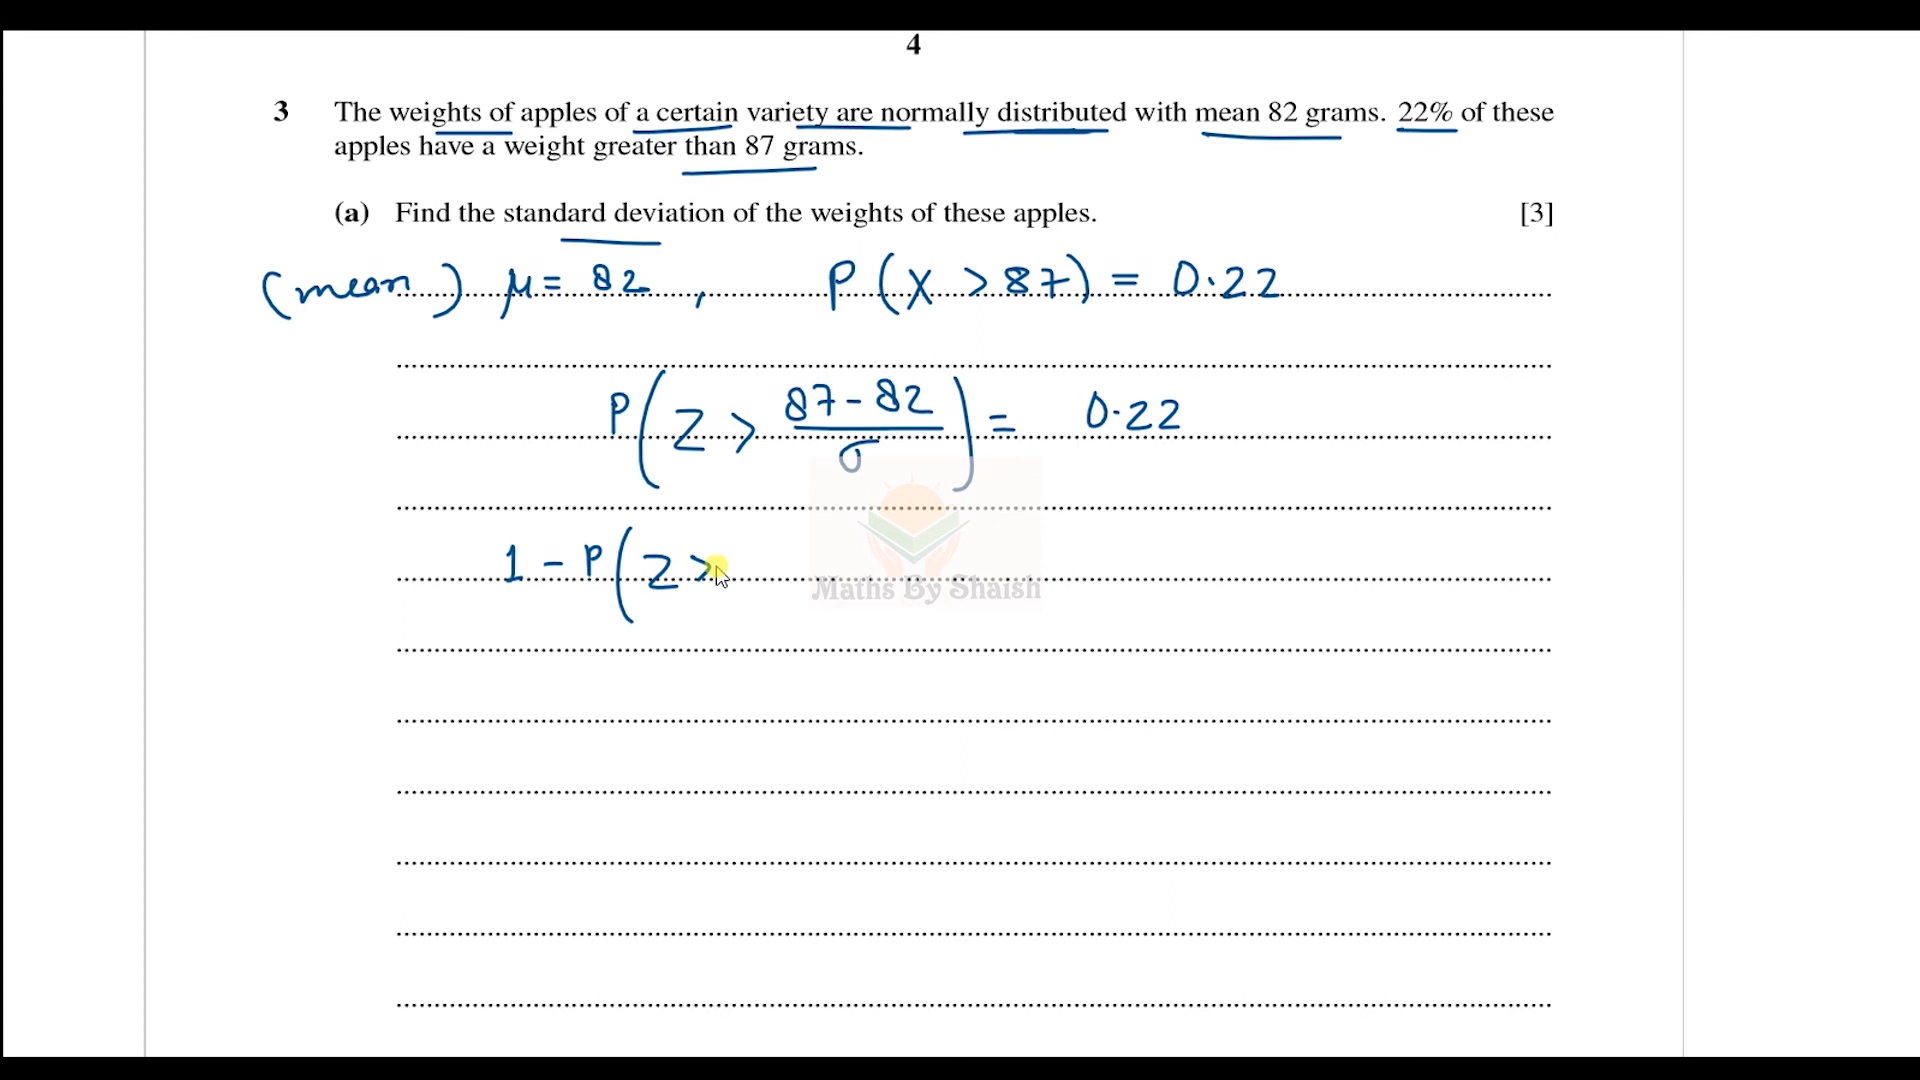 4
3 The weights of apples of a certain variety are normally distributed with mean 82 grams. 22% of these
apples have a weight greater than 87 grams.
(a) Find the standard deviation of the weights of these apples. [3]
(mean) μ = 82 , P(X > 87) = 0.22
P(Z > 87 - 82 / σ) = 0.22
1 - P(Z >
Maths By Shaish